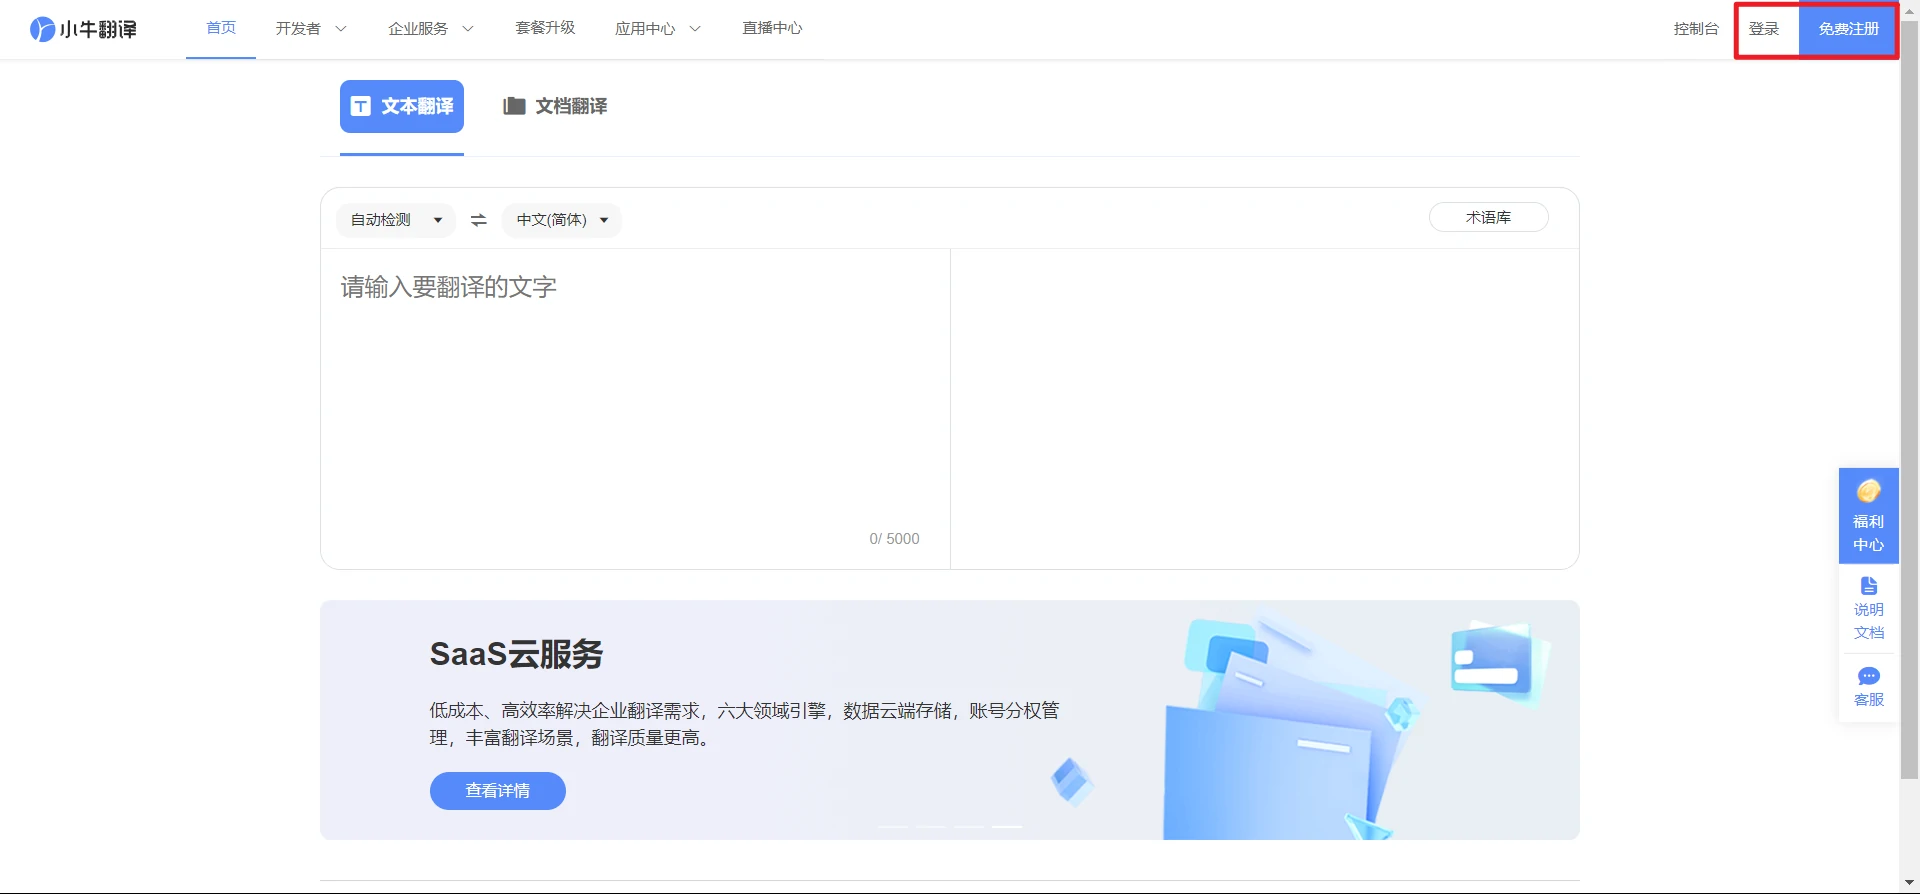 小牛翻译
首页
开发者
企业服务
套餐升级
应用中心
直播中心
控制台
登录
免费注册
文本翻译
文档翻译
自动检测
中文(简体)
术语库
请输入要翻译的文字
0/ 5000
福利
中心
说明
文档
客服
SaaS云服务
低成本、高效率解决企业翻译需求，六大领域引擎，数据云端存储，账号分权管
理，丰富翻译场景，翻译质量更高。
查看详情